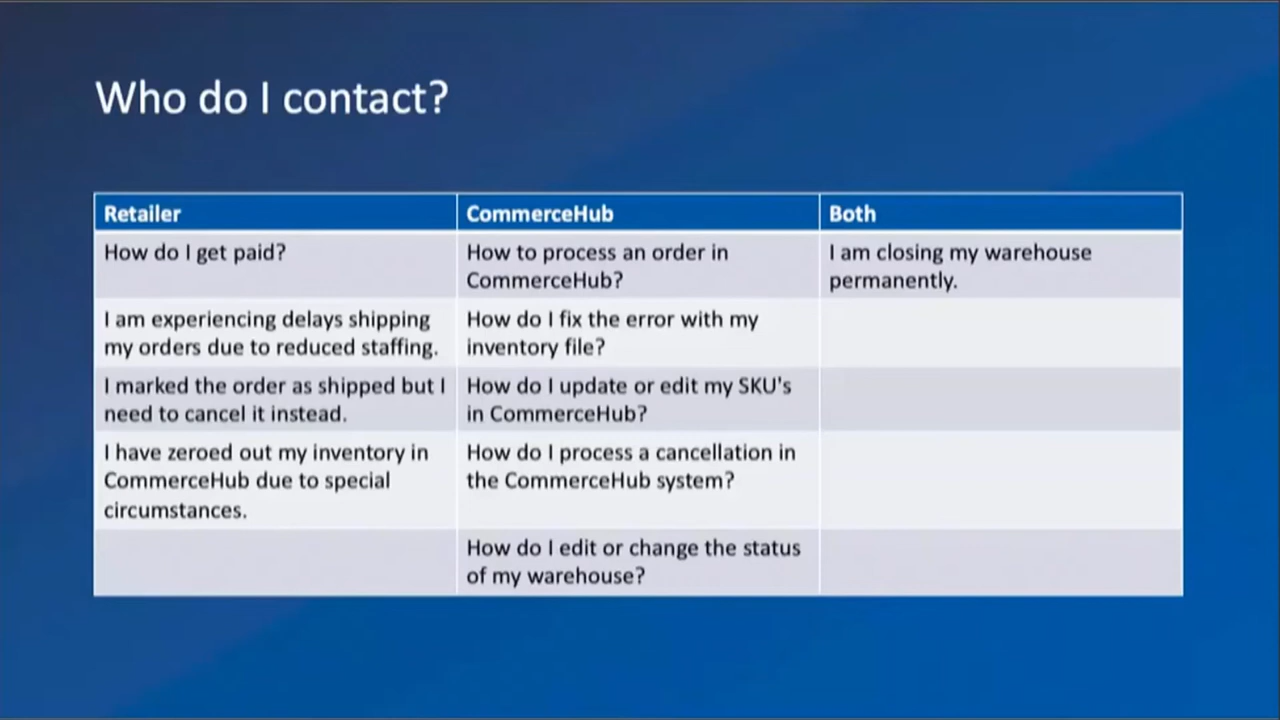 Who do I contact?
Retailer
CommerceHub
Both
How do I get paid?
How to process an order in
CommerceHub?
I am closing my warehouse
permanently.
I am experiencing delays shipping
my orders due to reduced staffing.
How do I fix the error with my
inventory file?
I marked the order as shipped but I
need to cancel it instead.
How do I update or edit my SKU's
in CommerceHub?
I have zeroed out my inventory in
CommerceHub due to special
circumstances.
How do I process a cancellation in
the CommerceHub system?
How do I edit or change the status
of my warehouse?